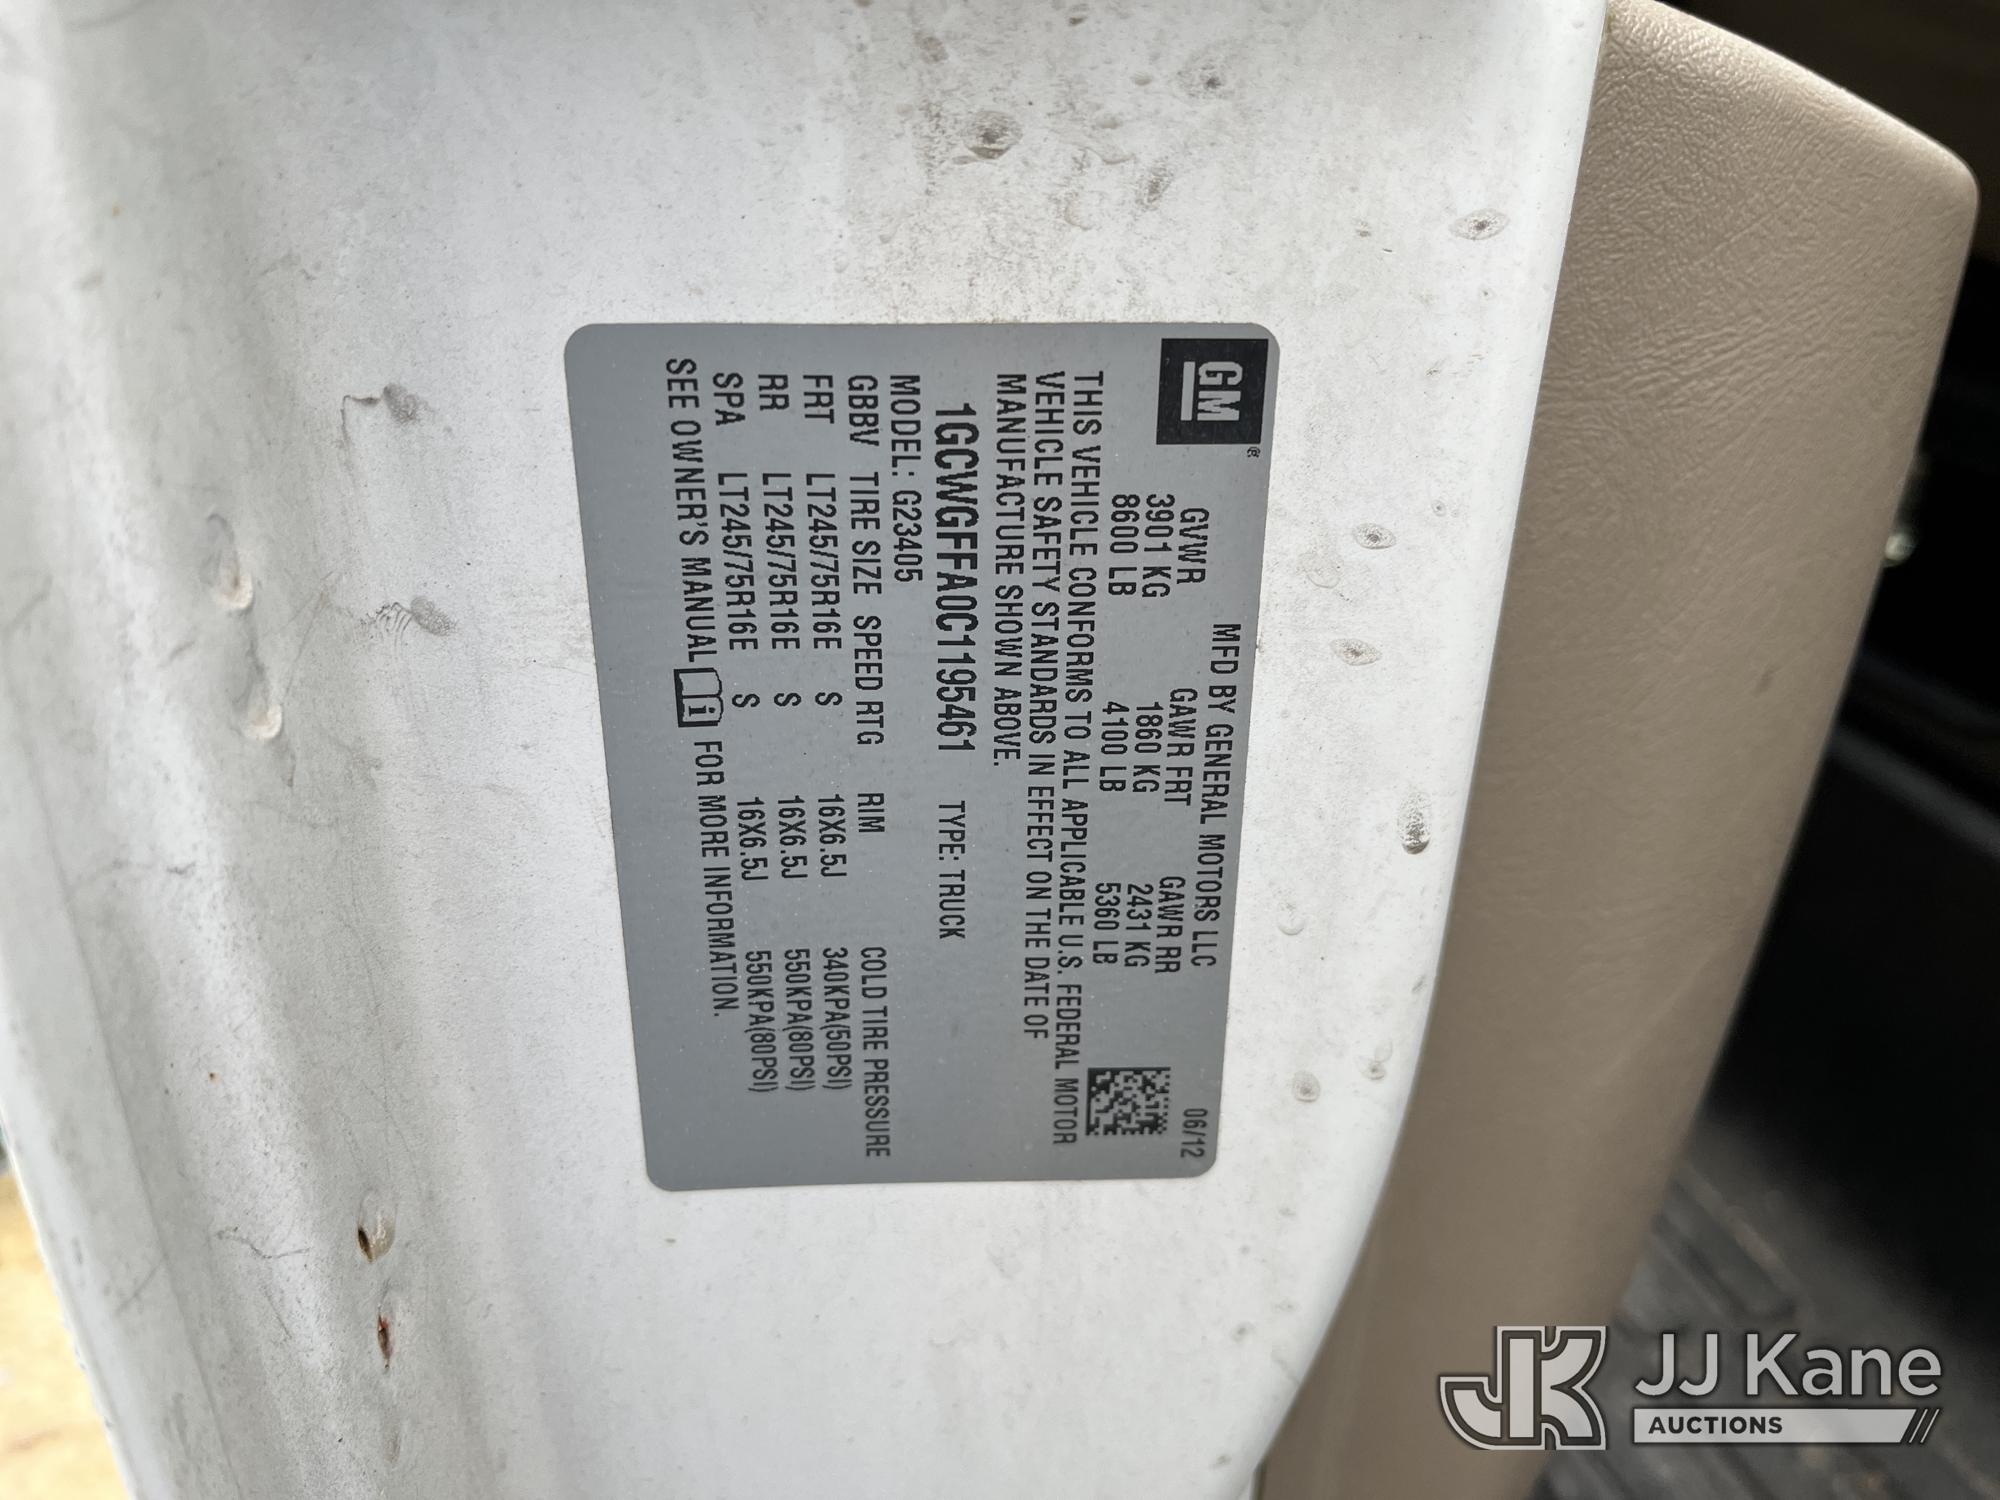 GM®
MFD BY GENERAL MOTORS LLC 06/12
GVWR GAWR FRT GAWR RR
3901 KG 1860 KG 2431 KG
8600 LB 4100 LB 5360 LB
THIS VEHICLE CONFORMS TO ALL APPLICABLE U.S. FEDERAL MOTOR
VEHICLE SAFETY STANDARDS IN EFFECT ON THE DATE OF
MANUFACTURE SHOWN ABOVE.
1GCWGFFA0C1195461 TYPE: TRUCK
MODEL: G23405
GBBV TIRE SIZE SPEED RTG RIM COLD TIRE PRESSURE
FRT LT245/75R16E S 16X6.5J 340KPA(50PSI)
RR LT245/75R16E S 16X6.5J 550KPA(80PSI)
SPA LT245/75R16E S 16X6.5J 550KPA(80PSI)
SEE OWNER'S MANUAL i FOR MORE INFORMATION.
JK JJ Kane
AUCTIONS